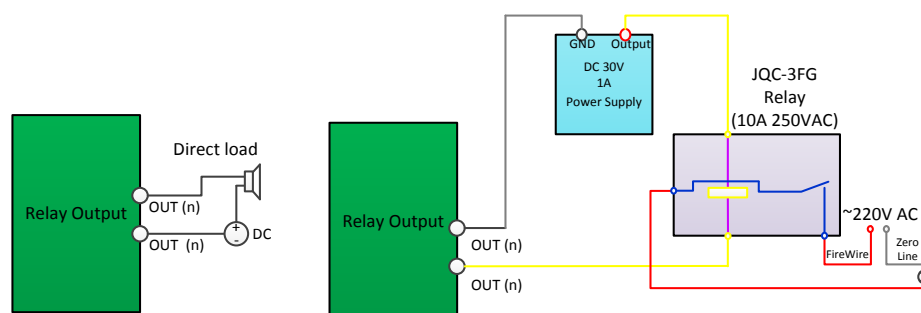 Direct load
Relay Output
OUT (n)
OUT (n)
+
-
DC
Relay Output
OUT (n)
OUT (n)
GND
Output
DC 30V
1A
Power Supply
JQC-3FG
Relay
(10A 250VAC)
~220V AC
FireWire
Zero
Line